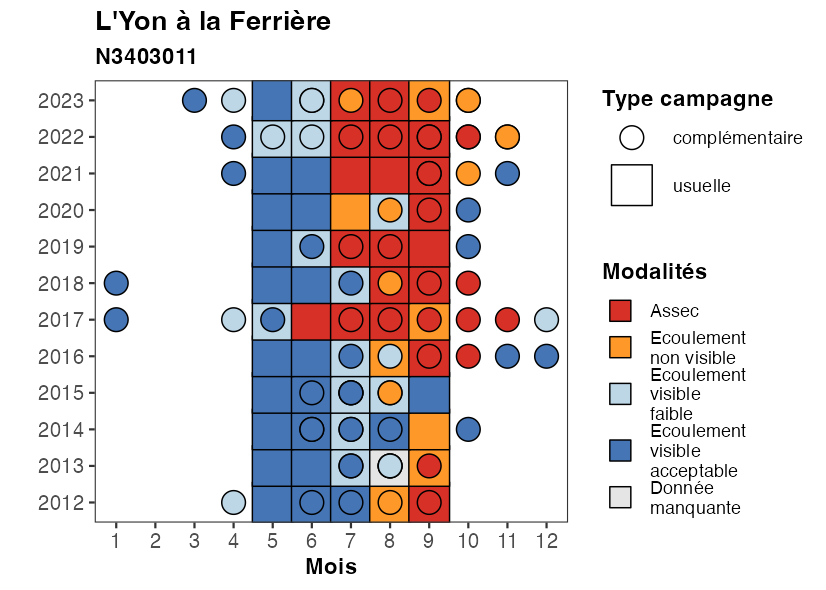 L'Yon à la Ferrière
N3403011
2023
2022
2021
2020
2019
2018
2017
2016
2015
2014
2013
2012
1 2 3 4 5 6 7 8 9 10 11 12
Mois
Type campagne
complémentaire
usuelle
Modalités
Assec
Ecoulement
non visible
Ecoulement
visible
faible
Ecoulement
visible
acceptable
Donnée
manquante